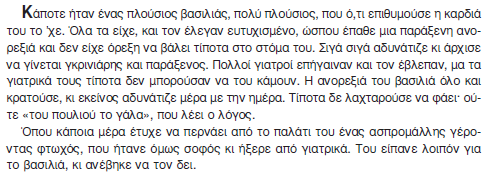 Κάποτε ήταν ένας πλούσιος βασιλιάς, πολύ πλούσιος, που ό,τι επιθυμούσε η καρδιά
του το ’χε. Όλα τα είχε, και τον έλεγαν ευτυχισμένο, ώσπου έπαθε μια παράξενη ανο-
ρεξιά και δεν είχε όρεξη να βάλει τίποτα στο στόμα του. Σιγά σιγά αδυνάτιζε κι άρχισε
να γίνεται γκρινιάρης και παράξενος. Πολλοί γιατροί επήγαιναν και τον έβλεπαν, μα τα
γιατρικά τους τίποτα δεν μπορούσαν να του κάμουν. Η ανορεξιά του βασιλιά όλο και
κρατούσε, κι εκείνος αδυνάτιζε μέρα με την ημέρα. Τίποτα δε λαχταρούσε να φάει· ού-
τε «του πουλιού το γάλα», που λέει ο λόγος.
Όπου κάποια μέρα έτυχε να περνάει από το παλάτι του ένας ασπρομάλλης γέρο-
ντας φτωχός, που ήτανε όμως σοφός κι ήξερε από γιατρικά. Του είπανε λοιπόν για
το βασιλιά, κι ανέβηκε να τον δει.